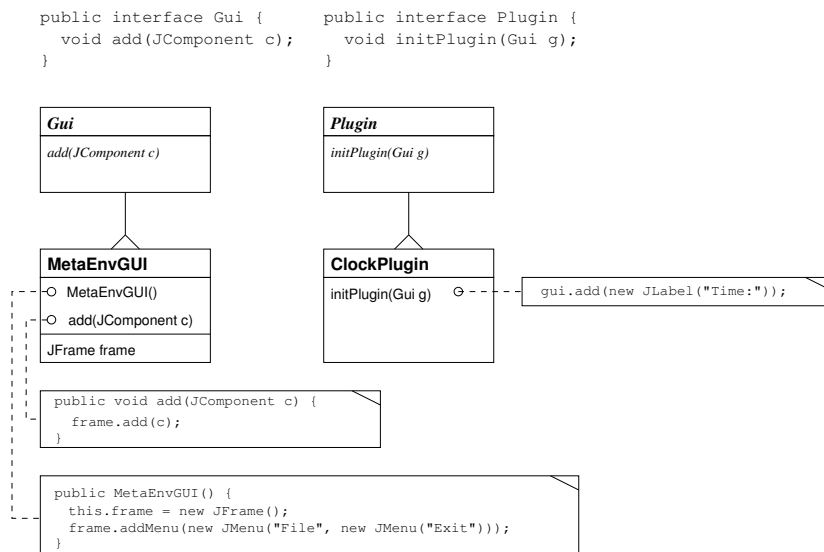 public interface Gui {
void add(JComponent c);
}
public interface Plugin {
void initPlugin(Gui g);
}
Gui
add(JComponent c)
Plugin
initPlugin(Gui g)
MetaEnvGUI
MetaEnvGUI()
add(JComponent c)
JFrame frame
ClockPlugin
initPlugin(Gui g)
gui.add(new JLabel("Time:"));
public void add(JComponent c) {
frame.add(c);
}
public MetaEnvGUI() {
this.frame = new JFrame();
frame.addMenu(new JMenu("File", new JMenu("Exit")));
}